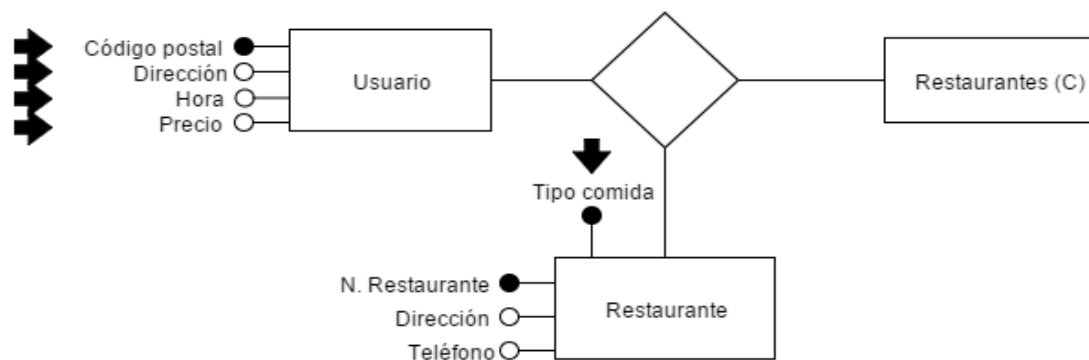 Código postal
Dirección
Hora
Precio
Usuario
Restaurantes (C)
Tipo comida
N. Restaurante
Dirección
Teléfono
Restaurante